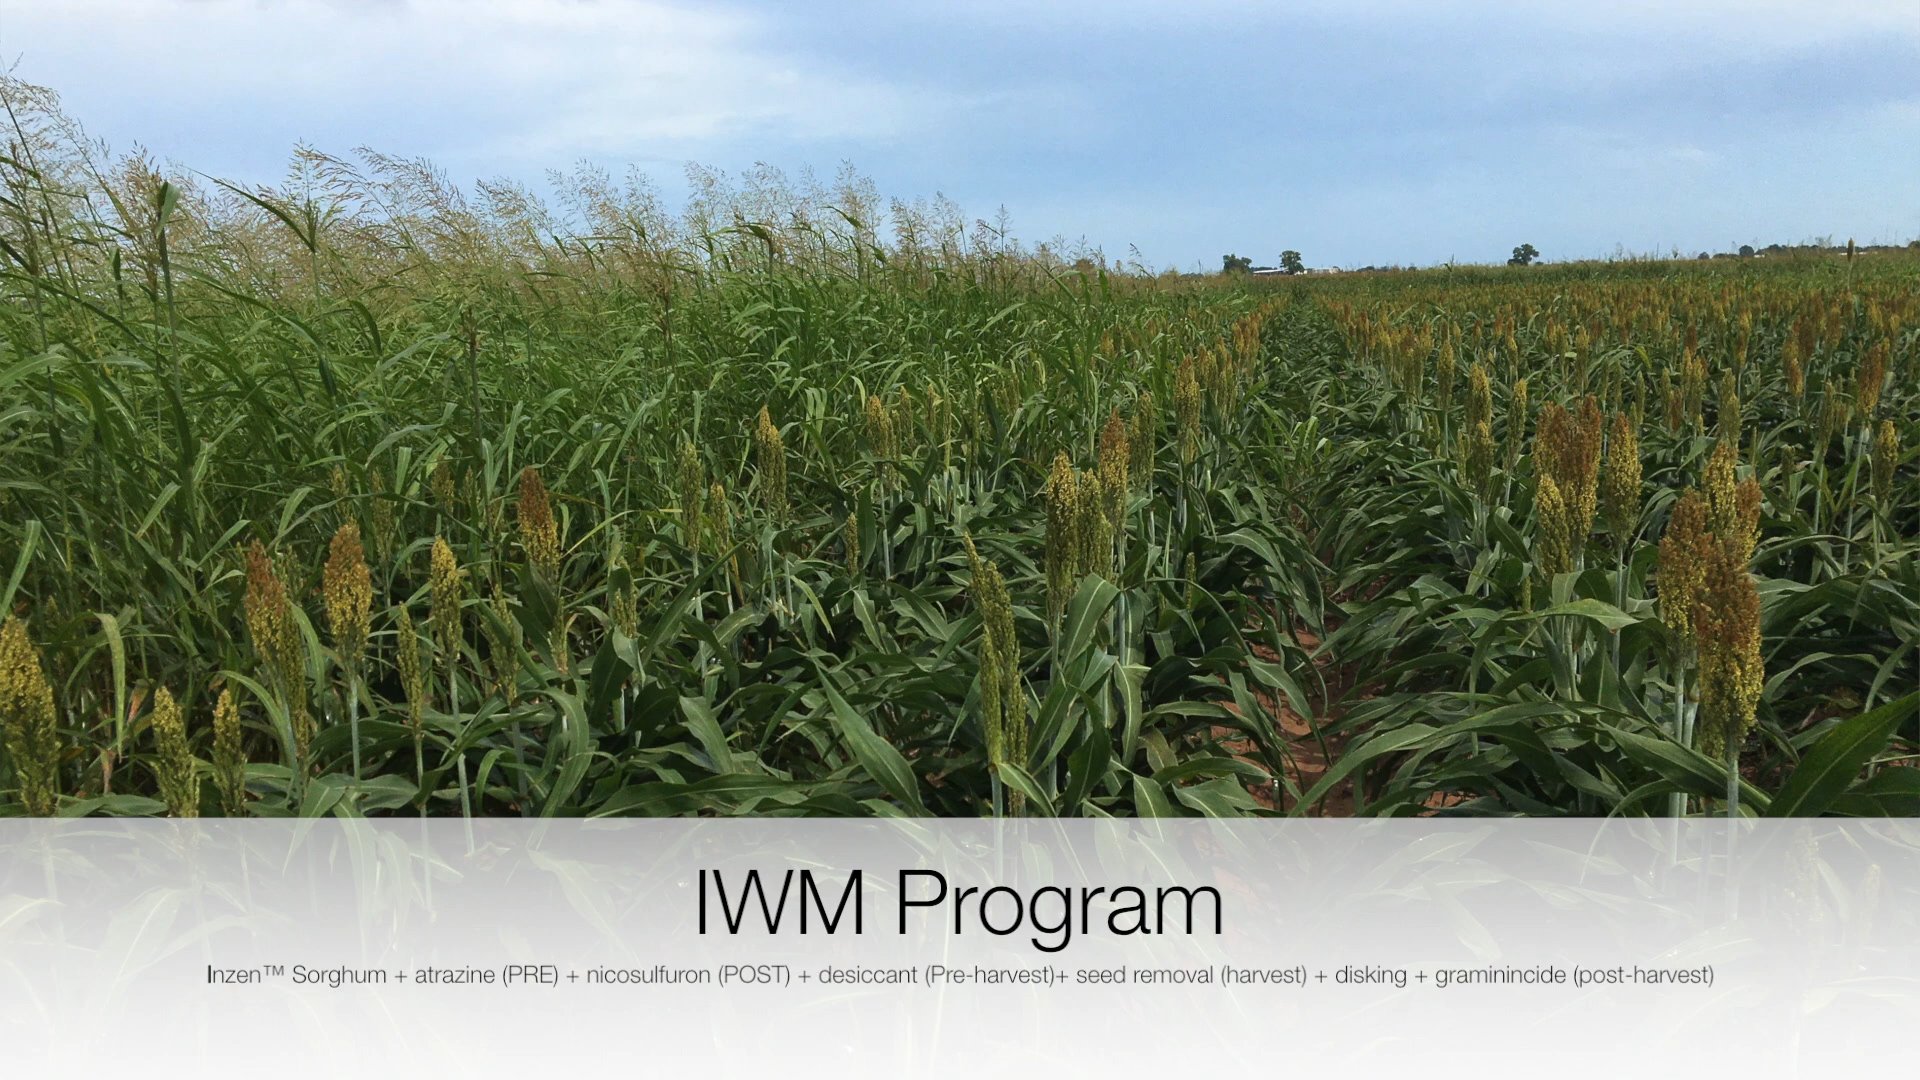 IWM Program
Inzen™ Sorghum + atrazine (PRE) + nicosulfuron (POST) + desiccant (Pre-harvest)+ seed removal (harvest) + disking + graminincide (post-harvest)